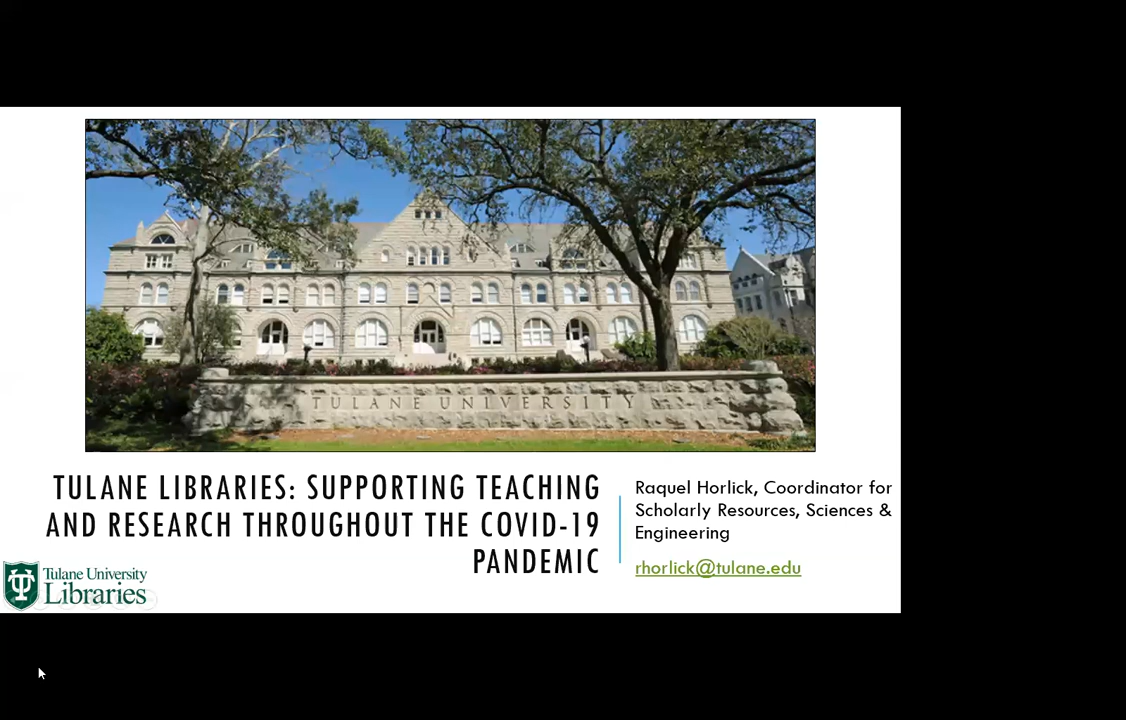 TULANE UNIVERSITY
TULANE LIBRARIES: SUPPORTING TEACHING
AND RESEARCH THROUGHOUT THE COVID-19
PANDEMIC
Raquel Horlick, Coordinator for
Scholarly Resources, Sciences &
Engineering
rhorlick@tulane.edu
Tulane University
Libraries